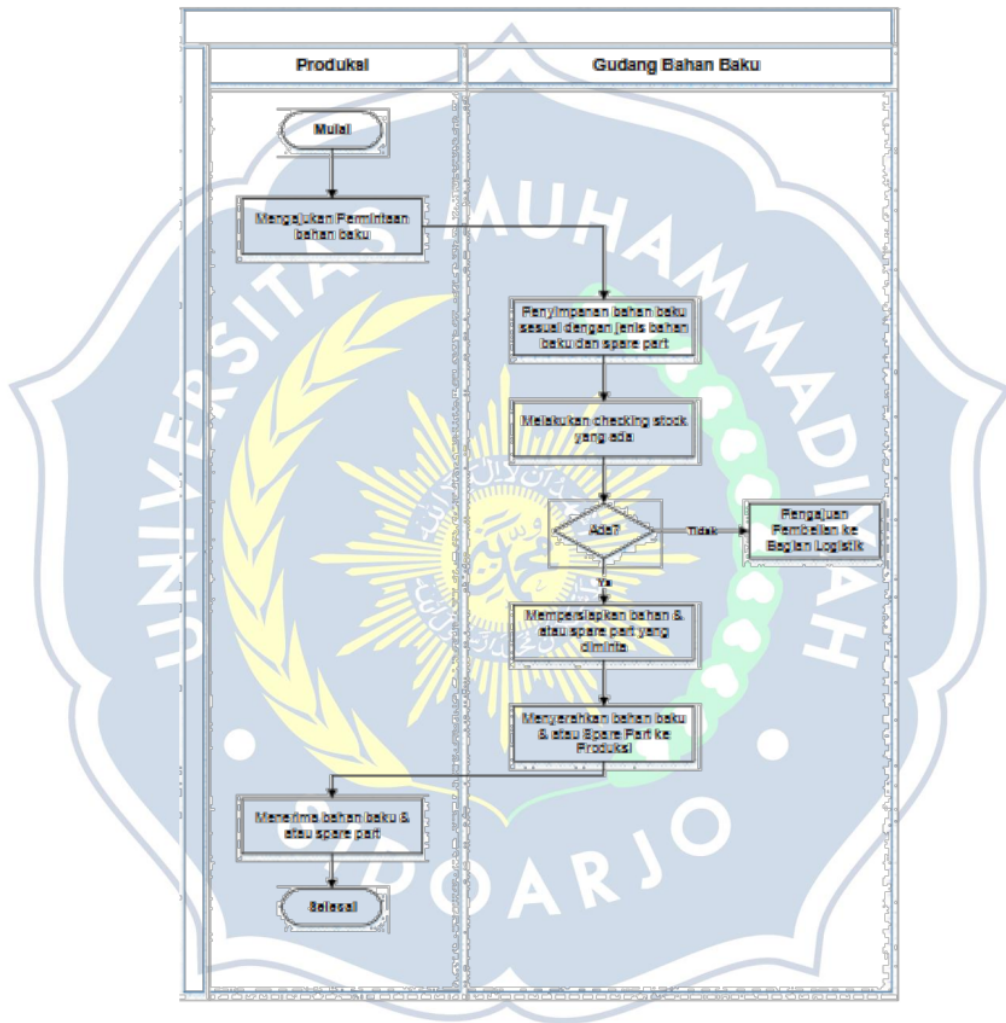 Produksi
Gudang Bahan Baku
Mulai
Mengajukan Permintaan
bahan baku
Penyimpanan bahan baku
sesuai dengan jenis bahan
baku dan spare part
Melakukan checking stock
yang ada
Ada?
Tidak
Pengajuan
Pembelian ke
Bagian Logistik
Ya
Mempersiapkan bahan &
atau spare part yang
diminta
Menyerahkan bahan baku
& atau Spare Part ke
Produksi
Menerima bahan baku &
atau spare part
Selesai
UNIVERSITAS MUHAMMADIYAH
SIDOARJO